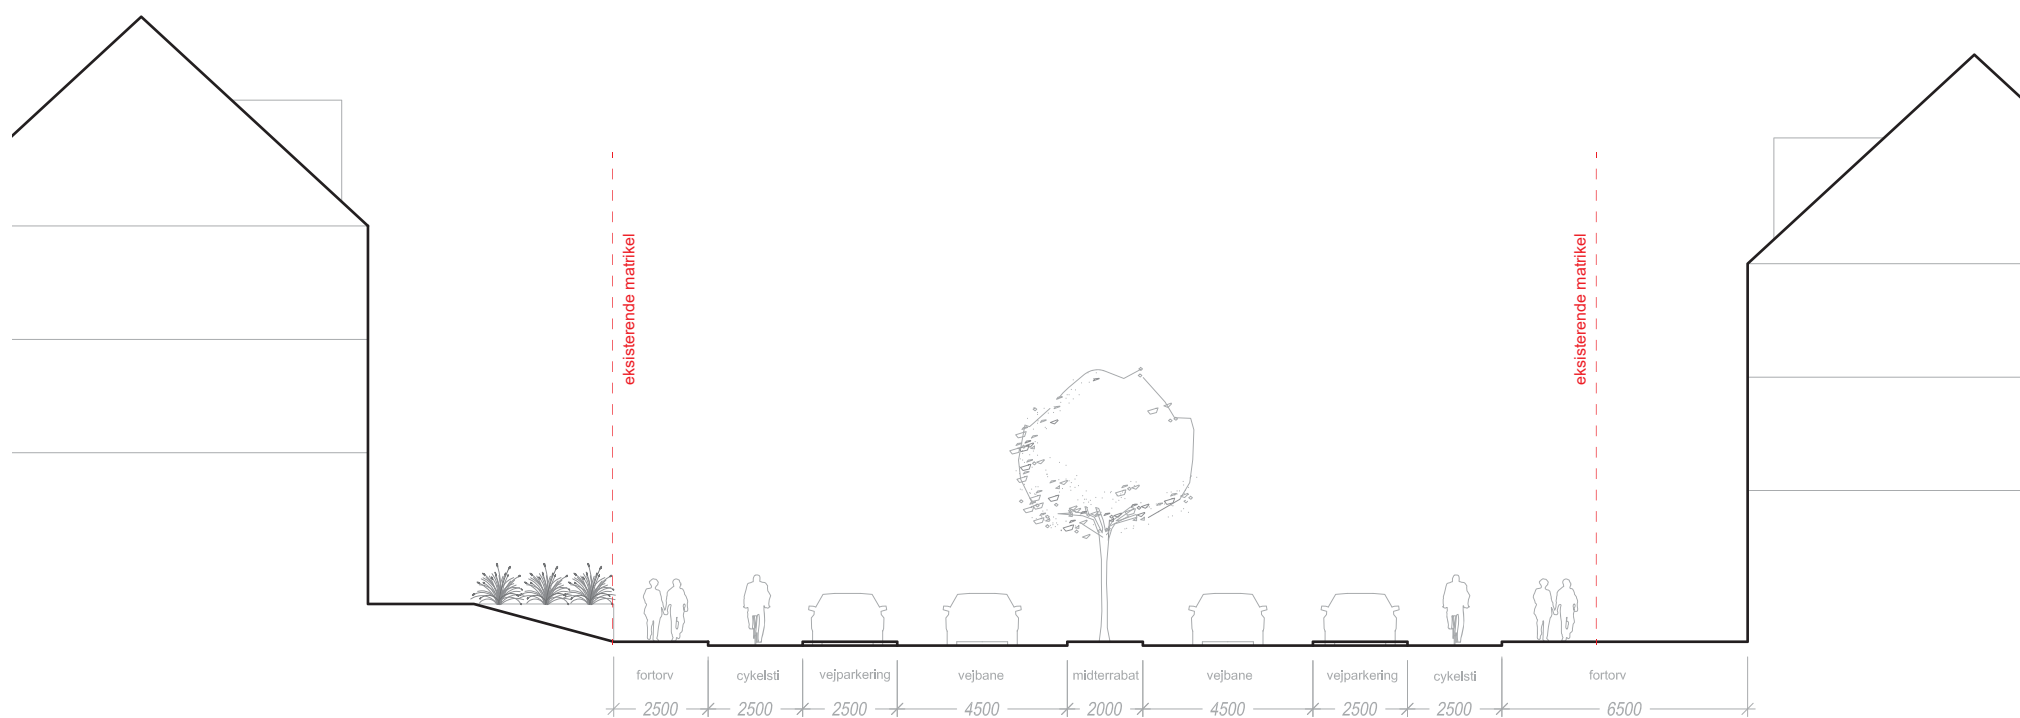 eksisterende matrikel
eksisterende matrikel
fortorv
cykelsti
vejparkering
vejbane
midterrabat
vejbane
vejparkering
cykelsti
fortorv
2500
2500
2500
4500
2000
4500
2500
2500
6500